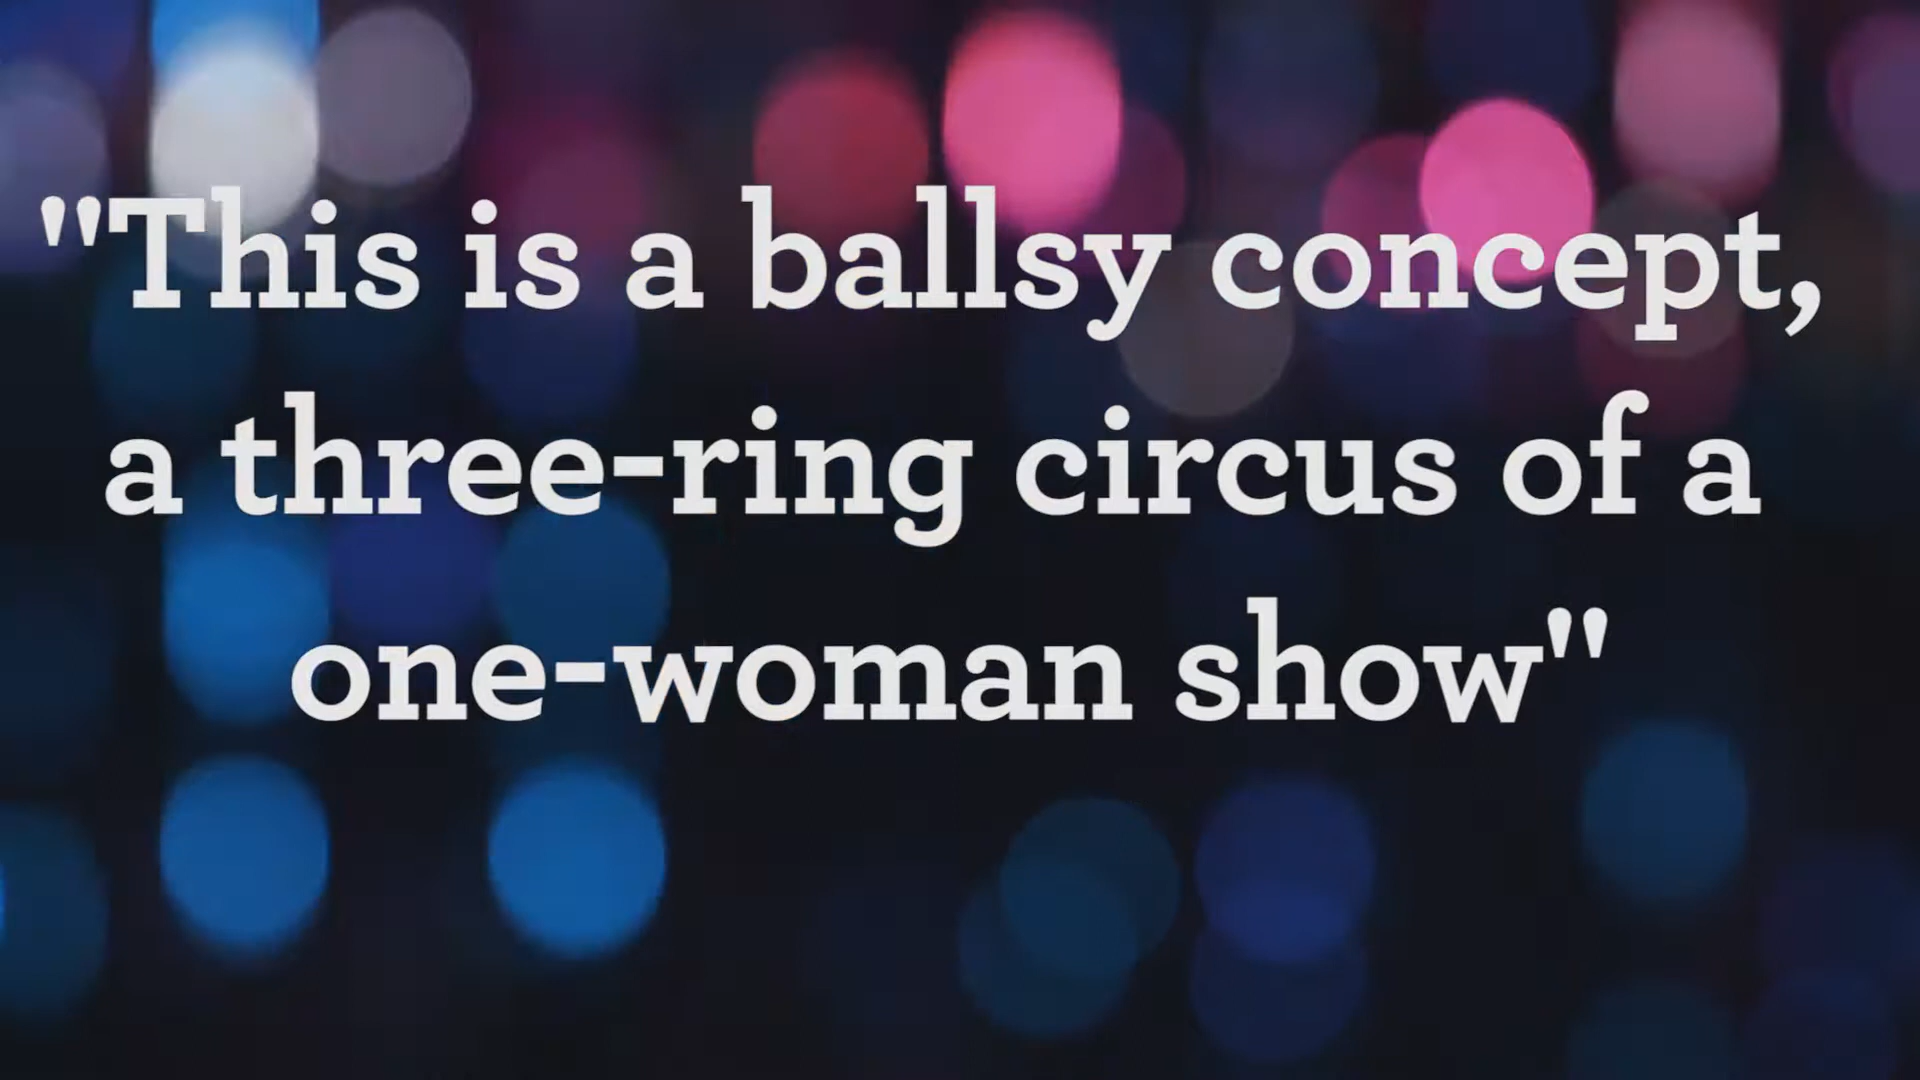 "This is a ballsy concept,
a three-ring circus of a
one-woman show"